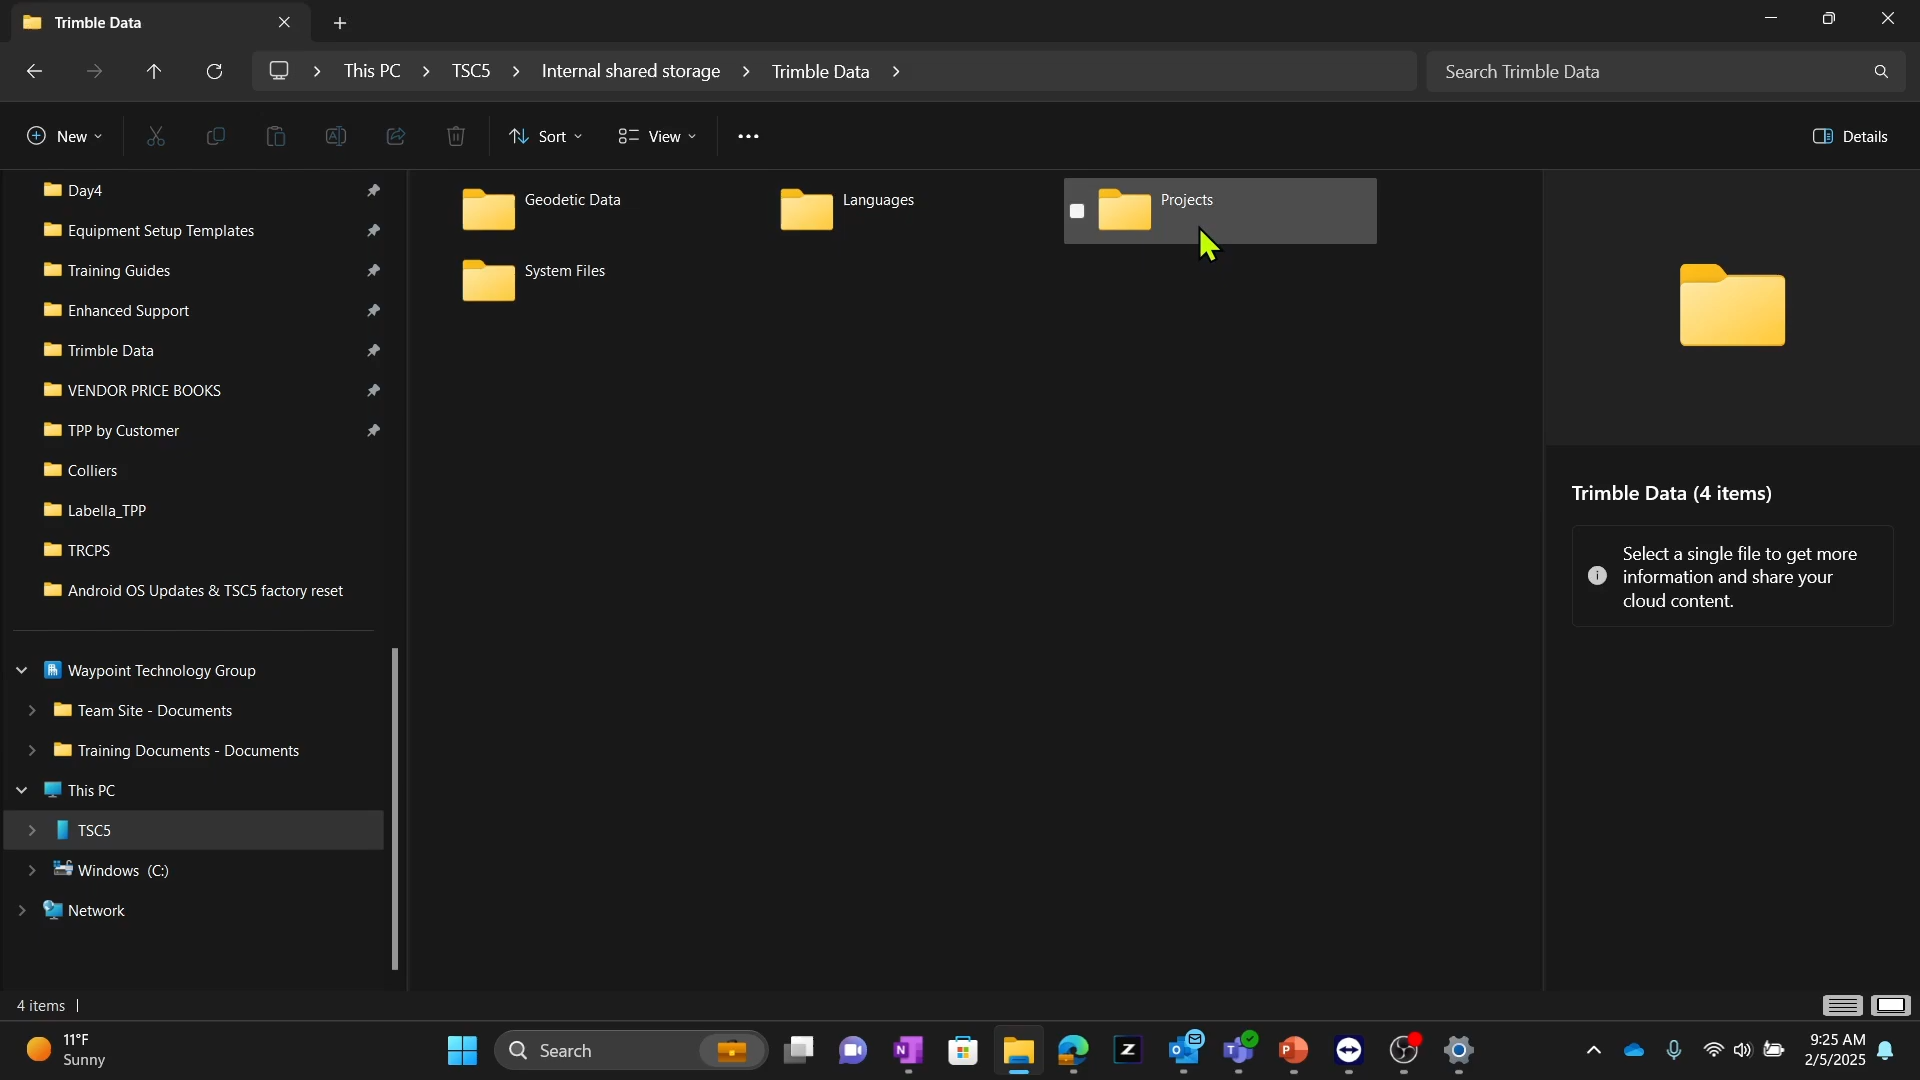 Trimble Data
This PC
TSC5
Internal shared storage
Trimble Data
Search Trimble Data
New
Sort
View
Details
Day4
Equipment Setup Templates
Training Guides
Enhanced Support
Trimble Data
VENDOR PRICE BOOKS
TPP by Customer
Colliers
Labella_TPP
TRCPS
Android OS Updates & TSC5 factory reset
Waypoint Technology Group
Team Site - Documents
Training Documents - Documents
This PC
TSC5
Windows (C:)
Network
Geodetic Data
Languages
Projects
System Files
Trimble Data (4 items)
Select a single file to get more
information and share your
cloud content.
4 items
11°F
Sunny
Search
9:25 AM
2/5/2025